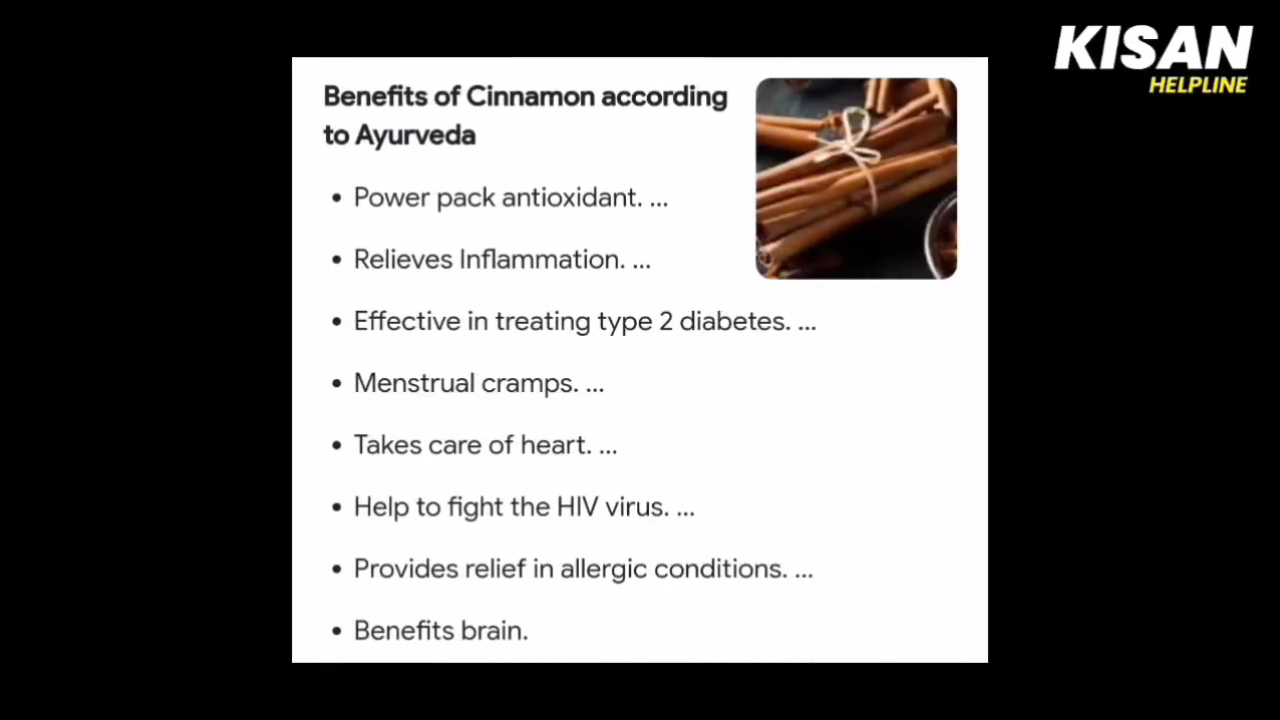 KISAN
HELPLINE
Benefits of Cinnamon according
to Ayurveda
• Power pack antioxidant. ...
• Relieves Inflammation. ...
• Effective in treating type 2 diabetes. ...
• Menstrual cramps. ...
• Takes care of heart. ...
• Help to fight the HIV virus. ...
• Provides relief in allergic conditions. ...
• Benefits brain.